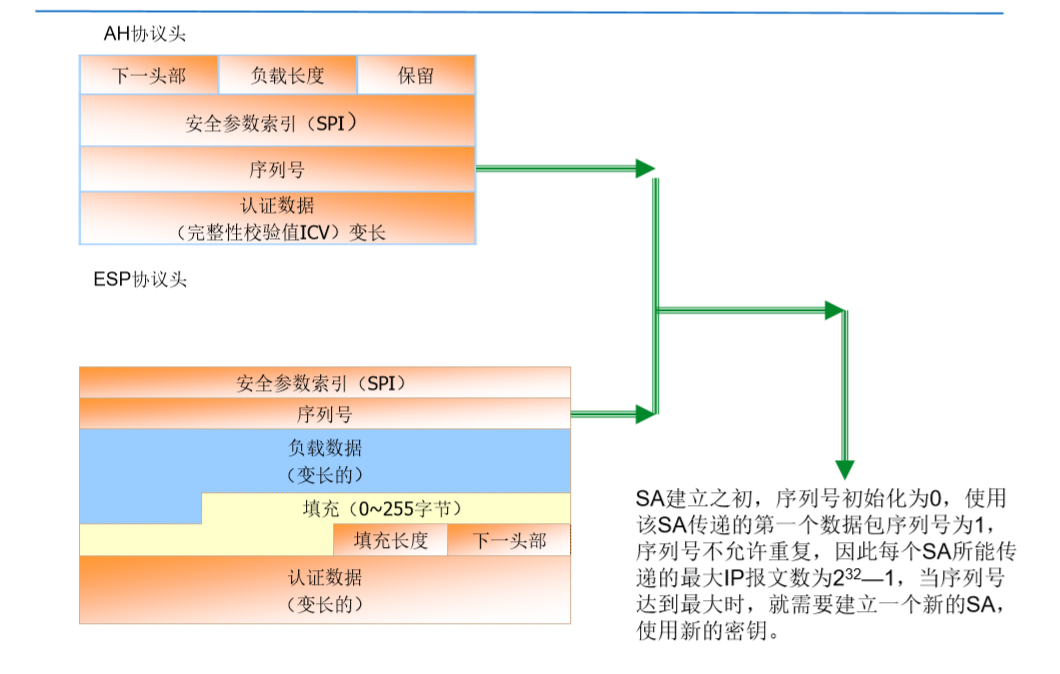 AH协议头
下一头部 负载长度 保留
安全参数索引（SPI）
序列号
认证数据
（完整性校验值ICV）变长
ESP协议头
安全参数索引（SPI）
序列号
负载数据
（变长的）
填充（0~255字节）
填充长度 下一头部
认证数据
（变长的）
SA建立之初，序列号初始化为0，使用
该SA传递的第一个数据包序列号为1，
序列号不允许重复，因此每个SA所能传
递的最大IP报文数为2³²—1，当序列号
达到最大时，就需要建立一个新的SA，
使用新的密钥。